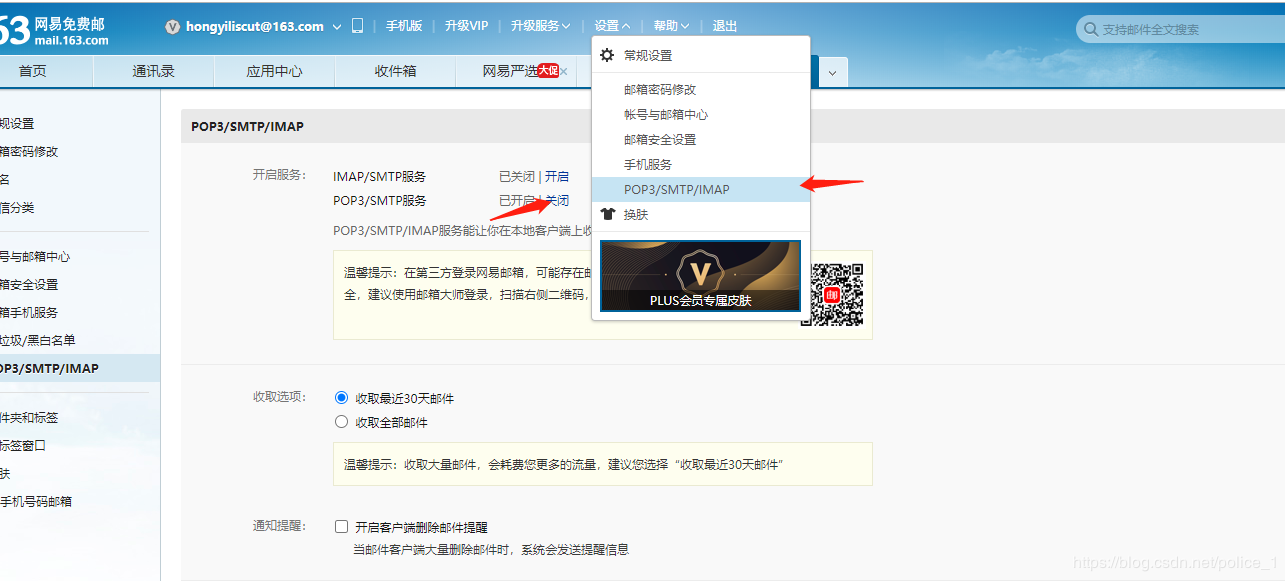 63 网易免费邮
mail.163.com
hongyiliscut@163.com 手机版 | 升级VIP | 升级服务 | 设置 | 帮助 | 退出
支持邮件全文搜索
首页 通讯录 应用中心 收件箱 网易严选 大促
常规设置
邮箱密码修改
帐号与邮箱中心
邮箱安全设置
手机服务
POP3/SMTP/IMAP
换肤
V
PLUS会员专属皮肤
规设置
箱密码修改
名
信分类
号与邮箱中心
箱安全设置
箱手机服务
垃圾/黑白名单
OP3/SMTP/IMAP
件夹和标签
标签窗口
肤
手机号码邮箱
POP3/SMTP/IMAP
开启服务: IMAP/SMTP服务 已关闭 | 开启
POP3/SMTP服务 已开启 | 关闭
POP3/SMTP/IMAP服务能让你在本地客户端上收
温馨提示：在第三方登录网易邮箱，可能存在邮
全，建议使用邮箱大师登录，扫描右侧二维码，
邮
收取选项: 收取最近30天邮件
收取全部邮件
温馨提示：收取大量邮件，会耗费您更多的流量，建议您选择“收取最近30天邮件”
通知提醒: 开启客户端删除邮件提醒
当邮件客户端大量删除邮件时，系统会发送提醒信息
https://blog.csdn.net/police_1